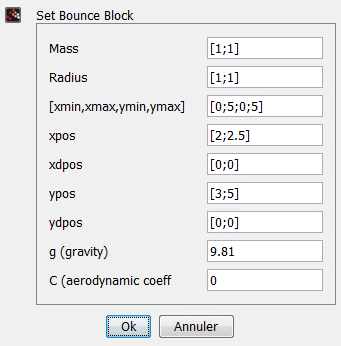 Set Bounce Block
Mass [1;1]
Radius [1;1]
[xmin,xmax,ymin,ymax] [0;5;0;5]
xpos [2;2.5]
xdpos [0;0]
ypos [3;5]
ydpos [0;0]
g (gravity) 9.81
C (aerodynamic coeff 0
Ok Annuler